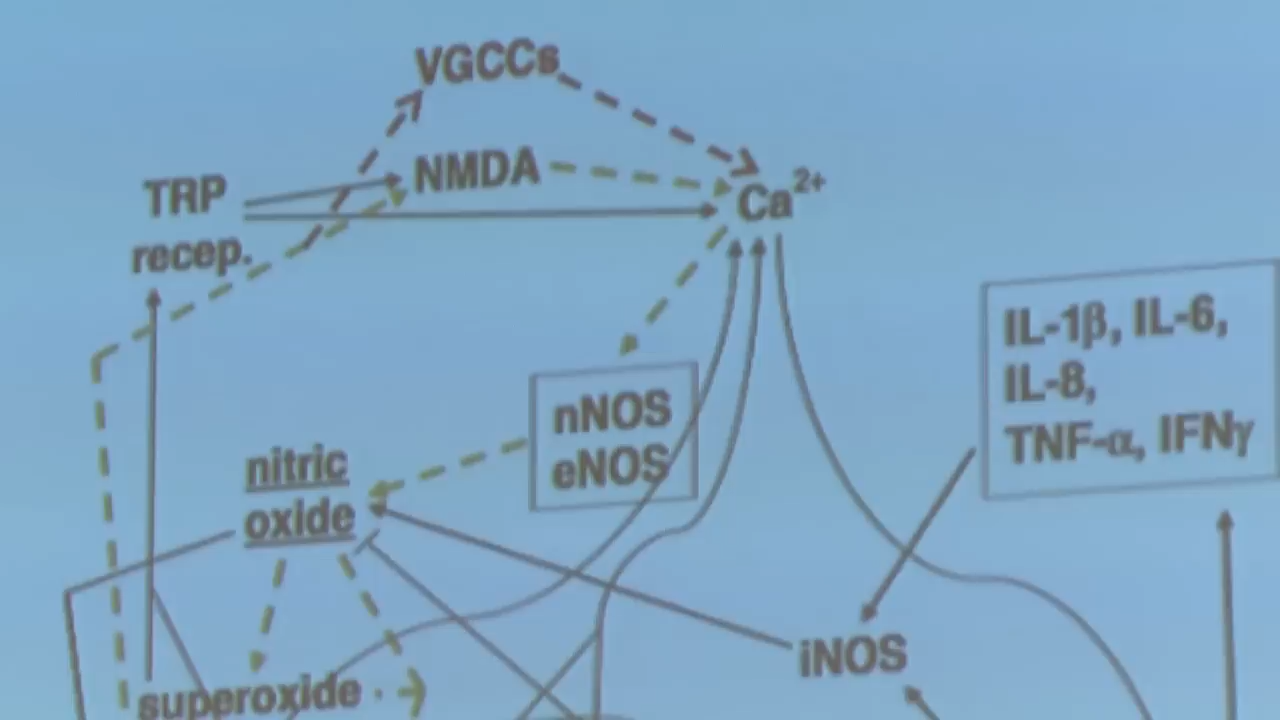 VGCCs
NMDA
TRP
recep.
Ca2+
IL-1β, IL-6,
IL-8,
TNF-α, IFNγ
nNOS
eNOS
nitric
oxide
iNOS
superoxide